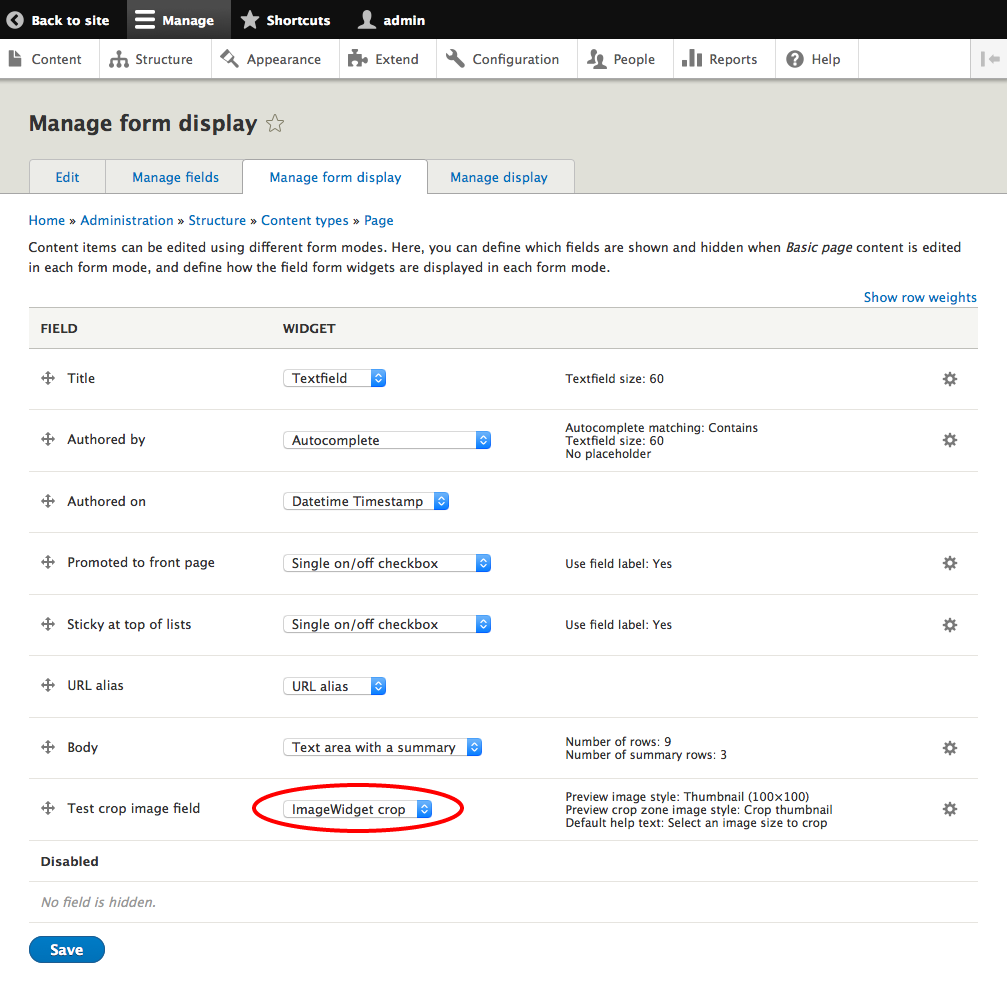 Back to site Manage Shortcuts admin
Content Structure Appearance Extend Configuration People Reports Help
Manage form display
Edit Manage fields Manage form display Manage display
Home » Administration » Structure » Content types » Page
Content items can be edited using different form modes. Here, you can define which fields are shown and hidden when Basic page content is edited
in each form mode, and define how the field form widgets are displayed in each form mode.
Show row weights
FIELD WIDGET
Title Textfield Textfield size: 60
Authored by Autocomplete Autocomplete matching: Contains
Textfield size: 60
No placeholder
Authored on Datetime Timestamp
Promoted to front page Single on/off checkbox Use field label: Yes
Sticky at top of lists Single on/off checkbox Use field label: Yes
URL alias URL alias
Body Text area with a summary Number of rows: 9
Number of summary rows: 3
Test crop image field ImageWidget crop Preview image style: Thumbnail (100×100)
Preview crop zone image style: Crop thumbnail
Default help text: Select an image size to crop
Disabled
No field is hidden.
Save